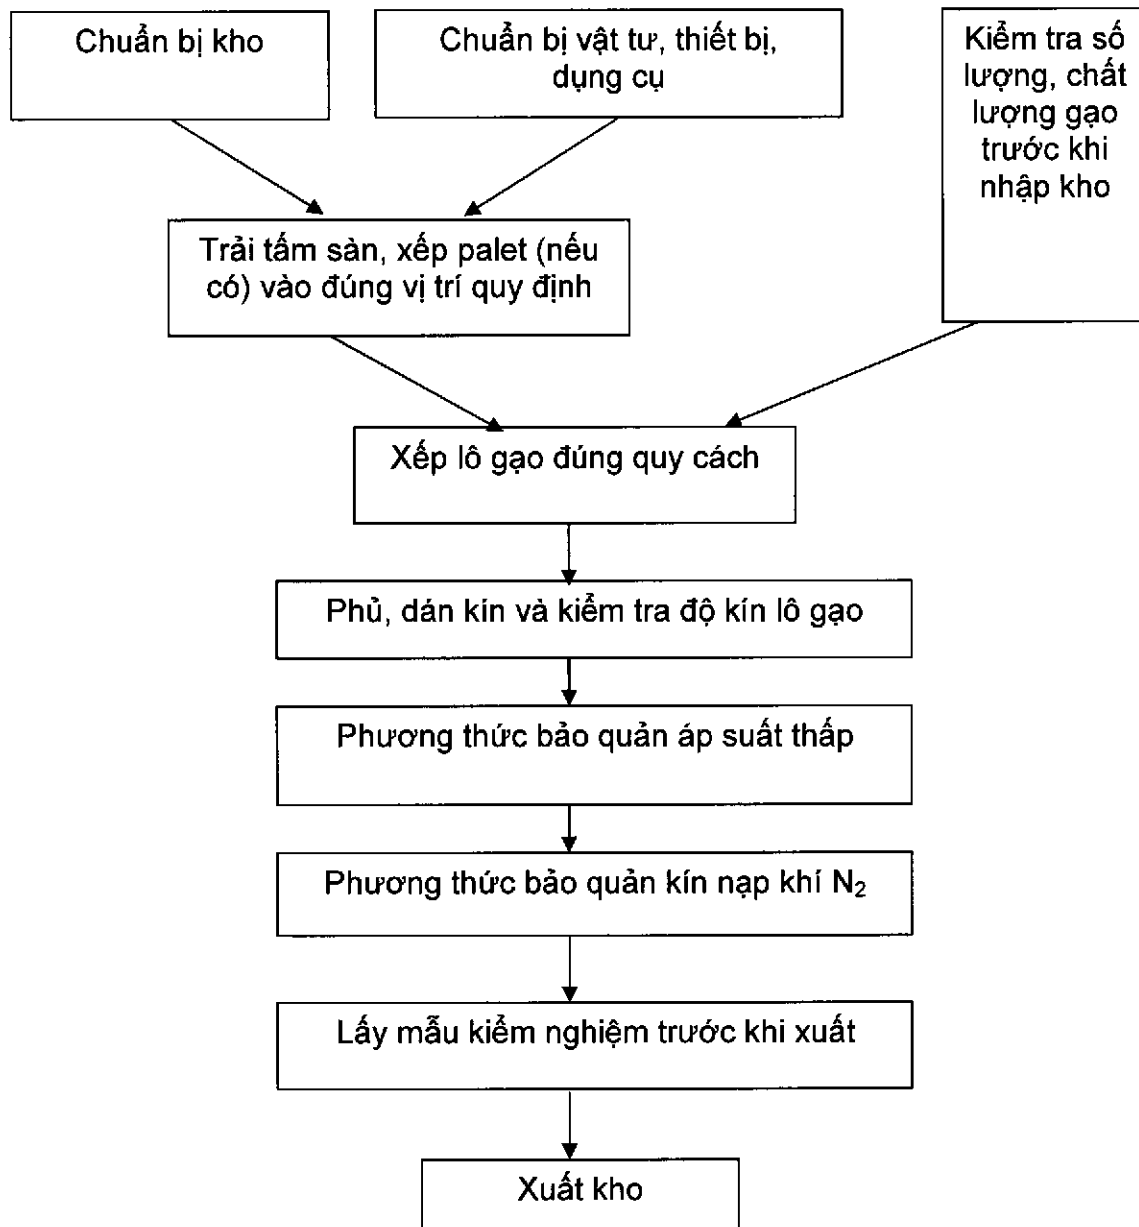 Chuẩn bị kho
Chuẩn bị vật tư, thiết bị,
dụng cụ
Kiểm tra số
lượng, chất
lượng gạo
trước khi
nhập kho
Trải tấm sàn, xếp palet (nếu
có) vào đúng vị trí quy định
Xếp lô gạo đúng quy cách
Phủ, dán kín và kiểm tra độ kín lô gạo
Phương thức bảo quản áp suất thấp
Phương thức bảo quản kín nạp khí N₂
Lấy mẫu kiểm nghiệm trước khi xuất
Xuất kho